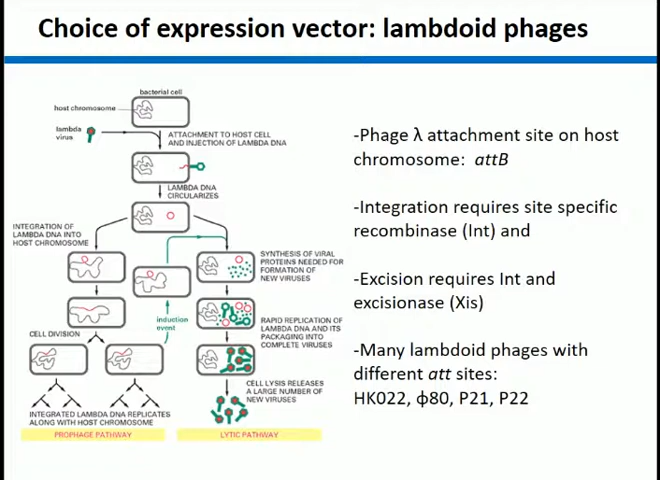 Choice of expression vector: lambdoid phages
bacterial cell
host chromosome
lambda
virus
ATTACHMENT TO HOST CELL
AND INJECTION OF LAMBDA DNA
LAMBDA DNA
CIRCULARIZES
INTEGRATION OF
LAMBDA DNA INTO
HOST CHROMOSOME
SYNTHESIS OF VIRAL
PROTEINS NEEDED FOR
FORMATION OF
NEW VIRUSES
induction
event
RAPID REPLICATION OF
LAMBDA DNA AND ITS
PACKAGING INTO
COMPLETE VIRUSES
CELL DIVISION
CELL LYSIS RELEASES
A LARGE NUMBER OF
NEW VIRUSES
INTEGRATED LAMBDA DNA REPLICATES
ALONG WITH HOST CHROMOSOME
PROPHAGE PATHWAY
LYTIC PATHWAY
-Phage λ attachment site on host
chromosome: attB
-Integration requires site specific
recombinase (Int) and
-Excision requires Int and
excisionase (Xis)
-Many lambdoid phages with
different att sites:
HK022, ϕ80, P21, P22